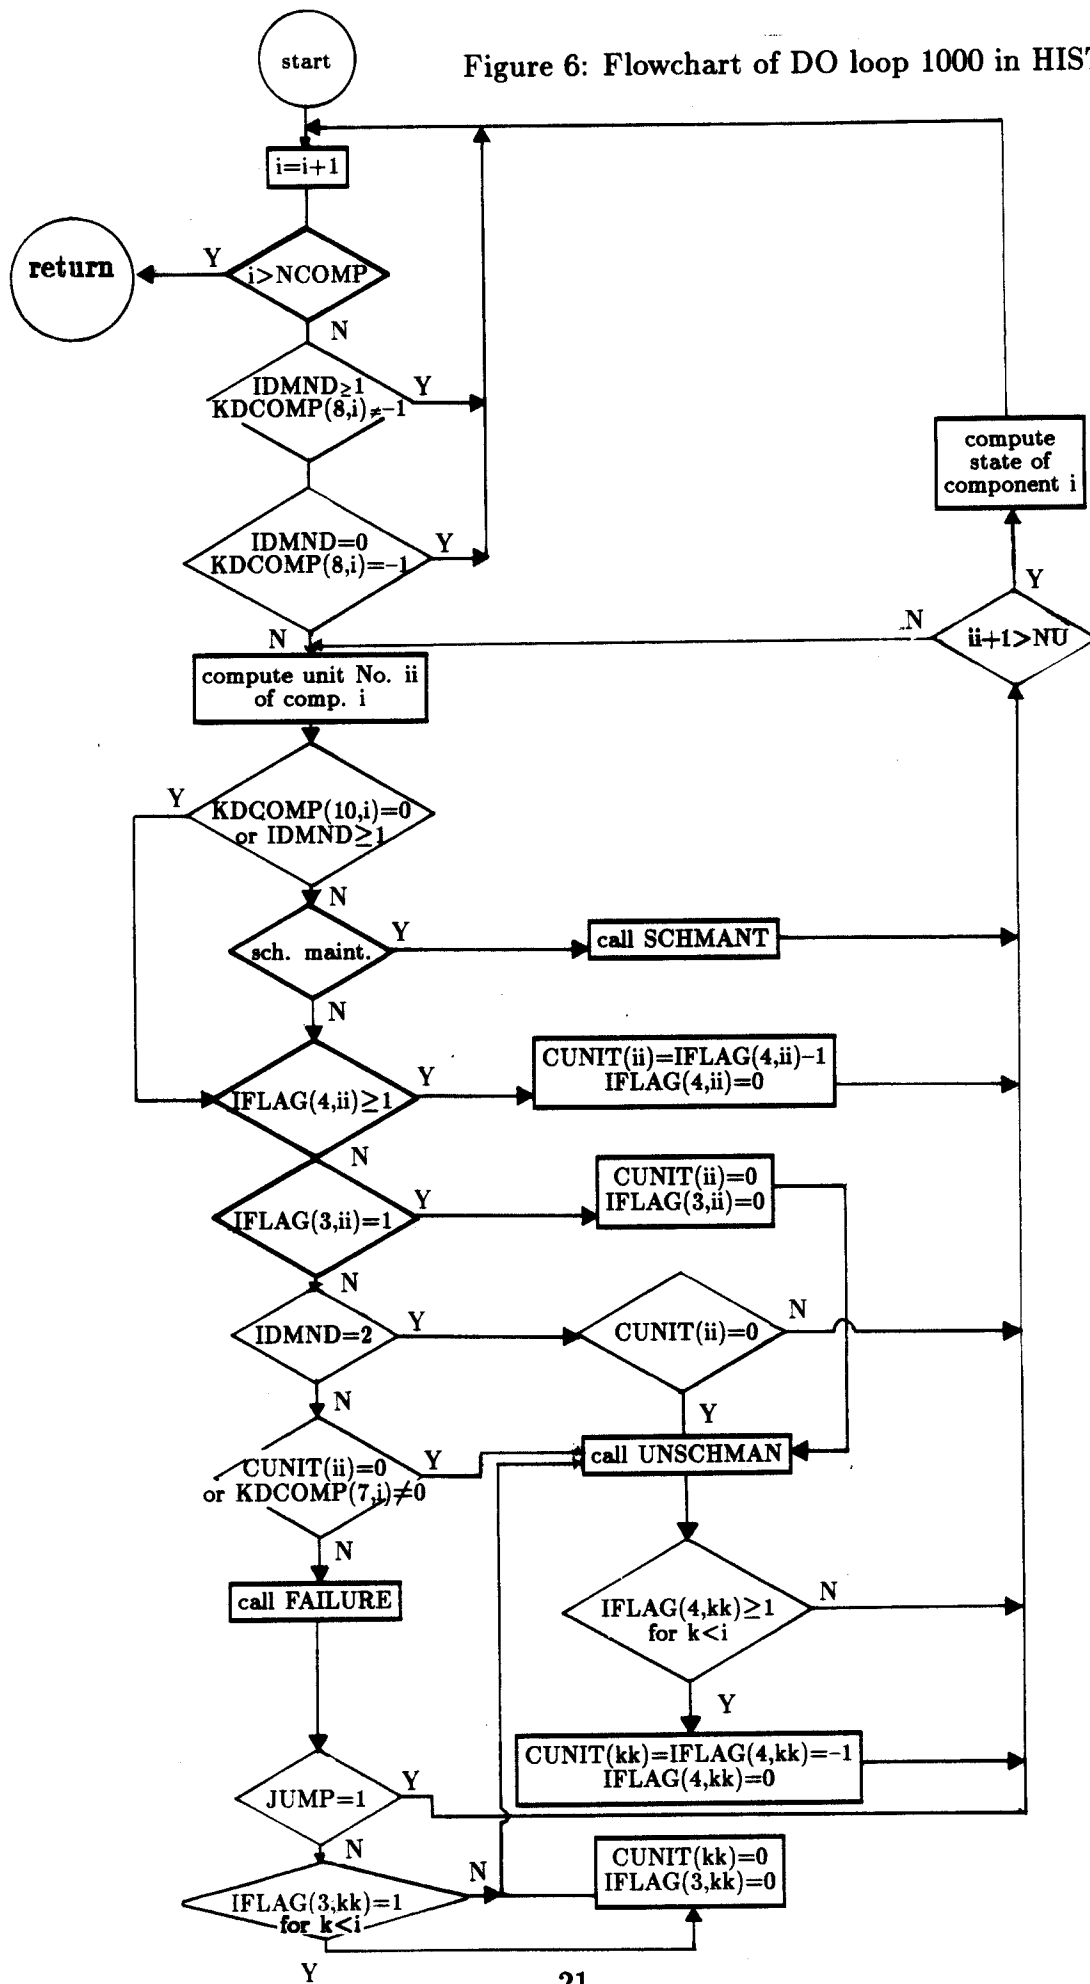 start
Figure 6: Flowchart of DO loop 1000 in HIST
i=i+1
return
Y
i>NCOMP
N
IDMND≥1
KDCOMP(8,i)≠-1
Y
compute
state of
component i
IDMND=0
KDCOMP(8,i)=-1
Y
Y
N
N
ii+1>NU
compute unit No. ii
of comp. i
Y
KDCOMP(10,i)=0
or IDMND≥1
N
sch. maint.
Y
call SCHMANT
N
IFLAG(4,ii)≥1
Y
CUNIT(ii)=IFLAG(4,ii)-1
IFLAG(4,ii)=0
N
IFLAG(3,ii)=1
Y
CUNIT(ii)=0
IFLAG(3,ii)=0
N
IDMND=2
Y
CUNIT(ii)=0
N
N
Y
CUNIT(ii)=0
or KDCOMP(7,i)≠0
Y
call UNSCHMAN
N
call FAILURE
IFLAG(4,kk)≥1
for k<i
N
Y
CUNIT(kk)=IFLAG(4,kk)=-1
IFLAG(4,kk)=0
JUMP=1
Y
N
IFLAG(3,kk)=1
for k<i
N
CUNIT(kk)=0
IFLAG(3,kk)=0
Y
21